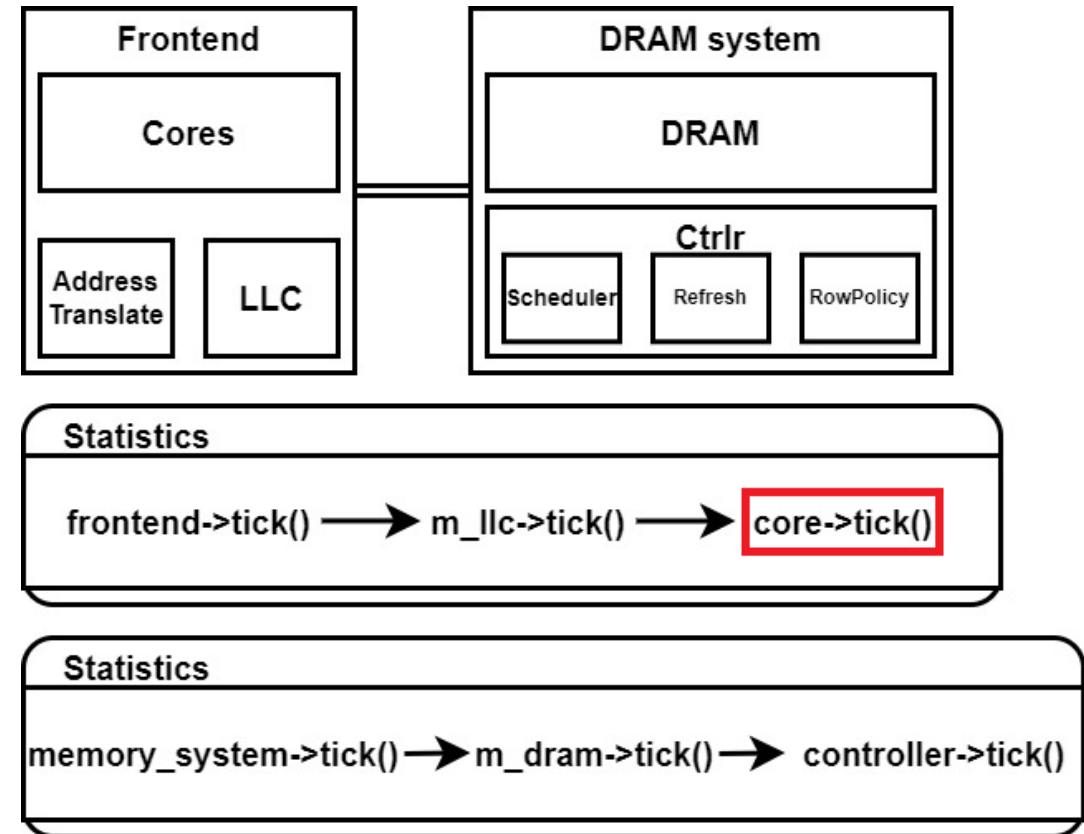 Frontend
Cores
Address
Translate
LLC
DRAM system
DRAM
Ctrlr
Scheduler
Refresh
RowPolicy
Statistics
frontend->tick() m_llc->tick() core->tick()
Statistics
memory_system->tick() m_dram->tick() controller->tick()